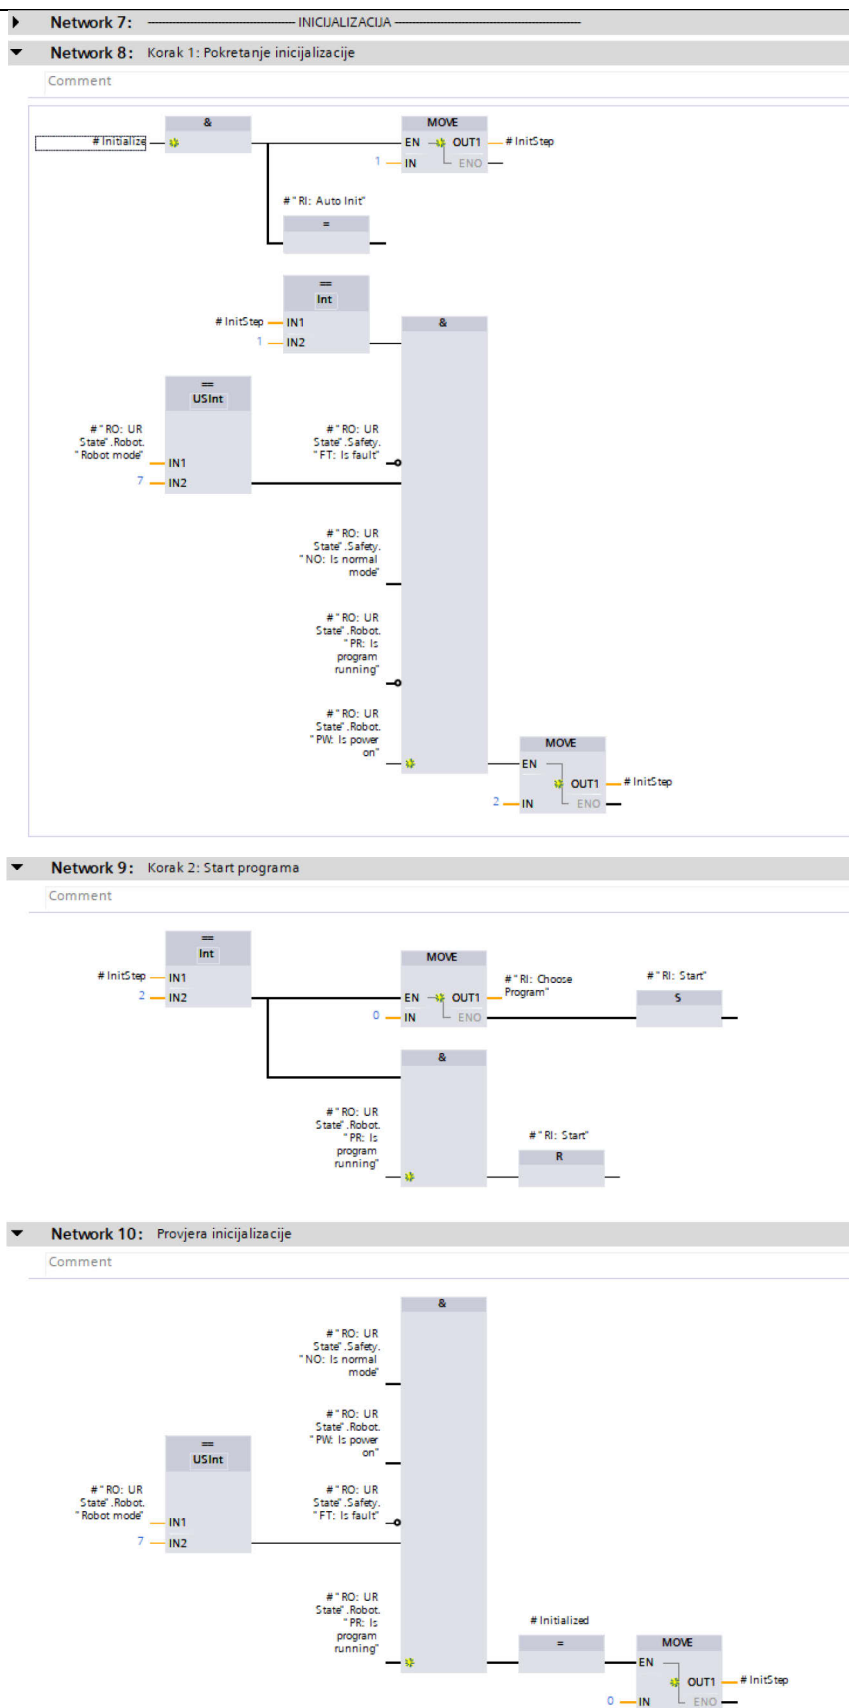 Network 7: INICIJALIZACIJA
Network 8: Korak 1: Pokretanje inicijalizacije
Comment
&
# Initialize
MOVE
EN OUT1 # InitStep
1 IN ENO
#"RI: Auto Init"
=
==
Int
# InitStep IN1
1 IN2
&
==
USInt
#"RO: UR
State".Robot.
"Robot mode"
IN1
7 IN2
#"RO: UR
State".Safety.
"FT: Is fault"
#"RO: UR
State".Safety.
"NO: Is normal
mode"
#"RO: UR
State".Robot.
"PR: Is
program
running"
#"RO: UR
State".Robot.
"PW: Is power
on"
MOVE
EN
OUT1 # InitStep
2 IN ENO
Network 9: Korak 2: Start programa
Comment
==
Int
# InitStep IN1
2 IN2
MOVE
EN OUT1
0 IN ENO
#"RI: Choose
Program"
#"RI: Start"
S
&
#"RO: UR
State".Robot.
"PR: Is
program
running"
#"RI: Start"
R
Network 10: Provjera inicijalizacije
Comment
&
#"RO: UR
State".Safety.
"NO: Is normal
mode"
#"RO: UR
State".Robot.
"PW: Is power
on"
==
USInt
#"RO: UR
State".Robot.
"Robot mode"
IN1
7 IN2
#"RO: UR
State".Safety.
"FT: Is fault"
#"RO: UR
State".Robot.
"PR: Is
program
running"
# Initialized
=
MOVE
EN
OUT1 # InitStep
0 IN ENO